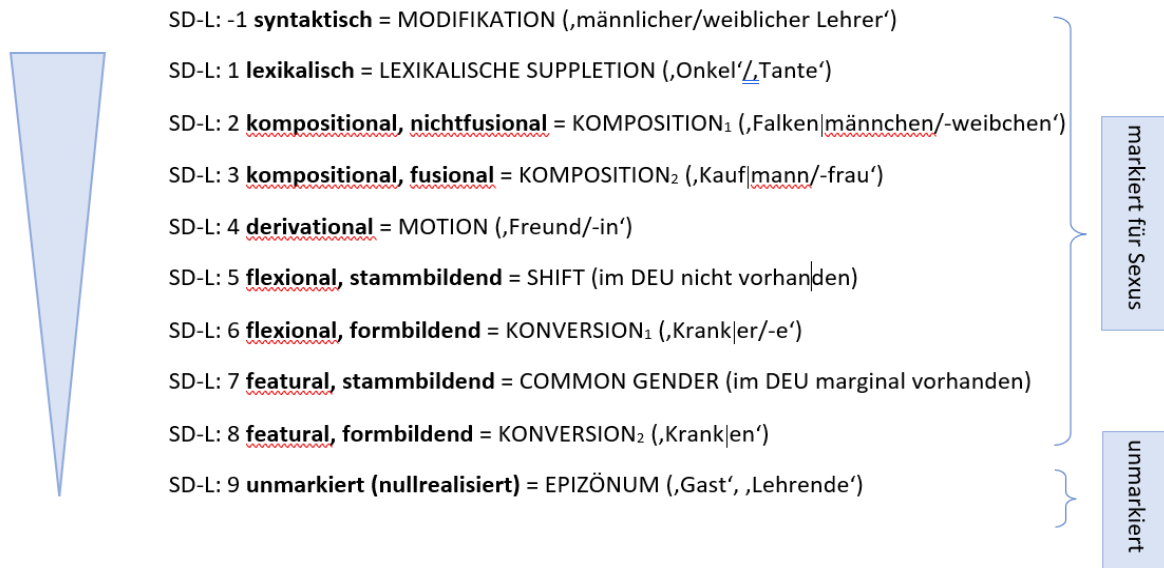 SD-L: -1 syntaktisch = MODIFIKATION (‚männlicher/weiblicher Lehrer‘)
SD-L: 1 lexikalisch = LEXIKALISCHE SUPPLETION (‚Onkel‘/‚Tante‘)
SD-L: 2 kompositional, nichtfusional = KOMPOSITION₁ (‚Falken|männchen/-weibchen‘)
SD-L: 3 kompositional, fusional = KOMPOSITION₂ (‚Kauf|mann/-frau‘)
SD-L: 4 derivational = MOTION (‚Freund/-in‘)
SD-L: 5 flexional, stammbildend = SHIFT (im DEU nicht vorhanden)
SD-L: 6 flexional, formbildend = KONVERSION₁ (‚Krank|er/-e‘)
SD-L: 7 featural, stammbildend = COMMON GENDER (im DEU marginal vorhanden)
SD-L: 8 featural, formbildend = KONVERSION₂ (‚Krank|en‘)
SD-L: 9 unmarkiert (nullrealisiert) = EPIZÖNUM (‚Gast‘, ‚Lehrende‘)
markiert für Sexus
unmarkiert